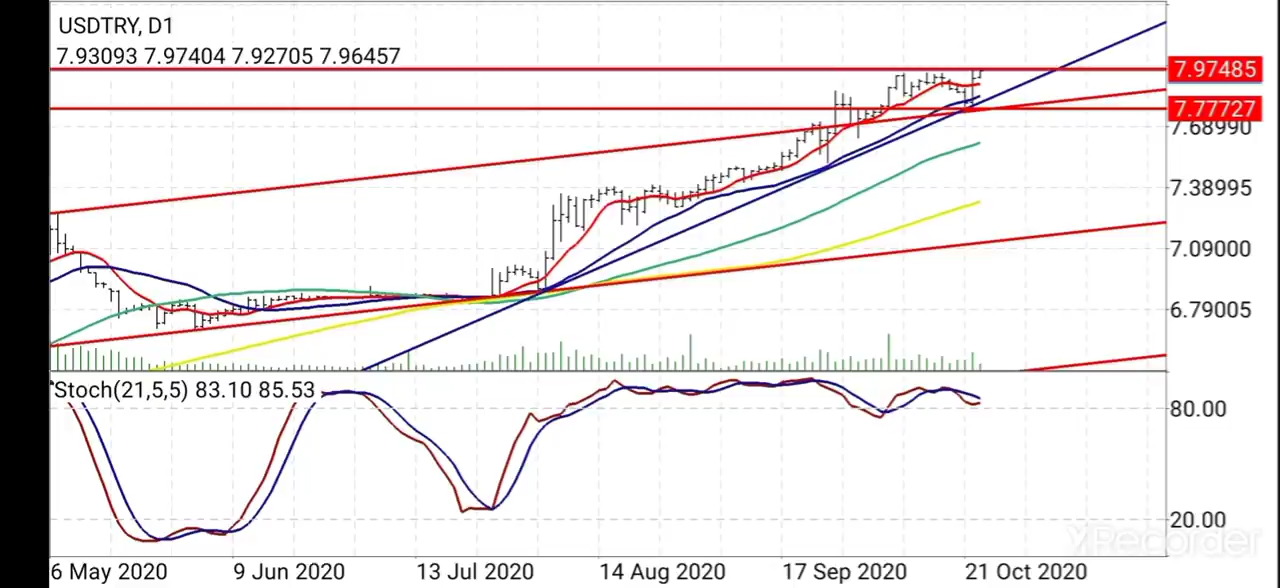 USDTRY, D1
7.93093 7.97404 7.92705 7.96457
7.97485
7.77727
7.68990
7.38995
7.09000
6.79005
Stoch(21,5,5) 83.10 85.53
80.00
20.00
XRecorder
6 May 2020 9 Jun 2020 13 Jul 2020 14 Aug 2020 17 Sep 2020 21 Oct 2020